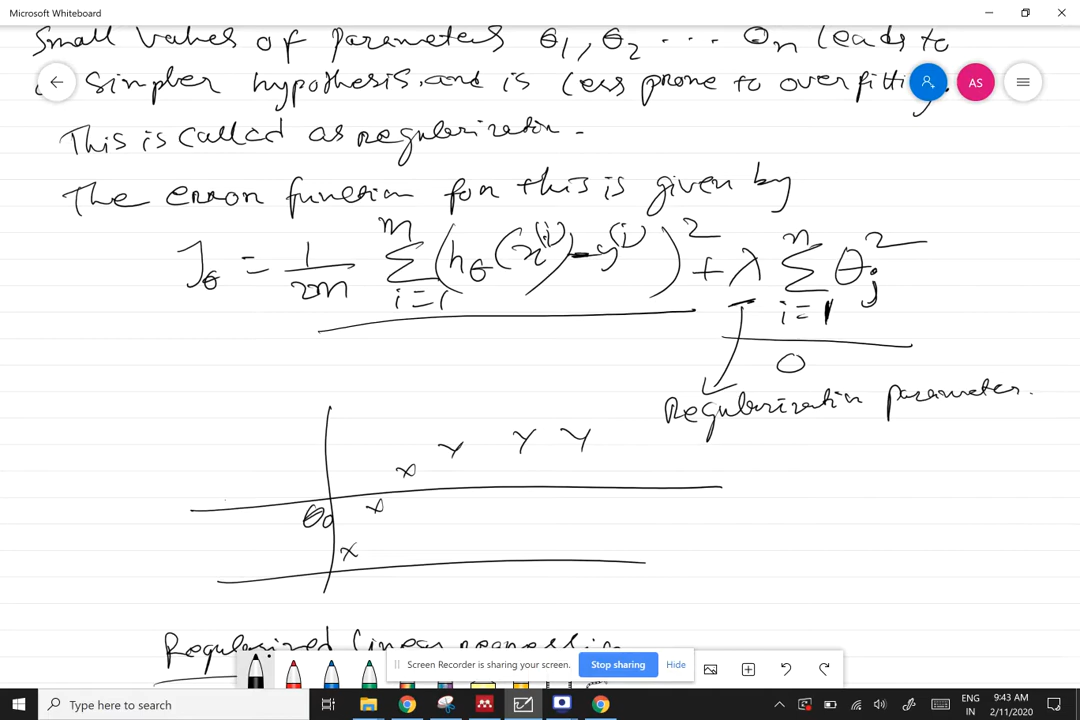 Microsoft Whiteboard
Small values of parameters θ1, θ2 ... θn leads to
simpler hypothesis, and is less prone to overfitting.
AS
This is called as regularization.
The error function for this is given by
Jθ = 1/2m m∑i=1 (hθ(x(i)) - y(i))2 + λ n∑i=1 θj2
0
Regularization parameter.
θ0
Regularized linear regression
Screen Recorder is sharing your screen.
Stop sharing
Hide
Type here to search
ENG
IN
9:43 AM
2/11/2020